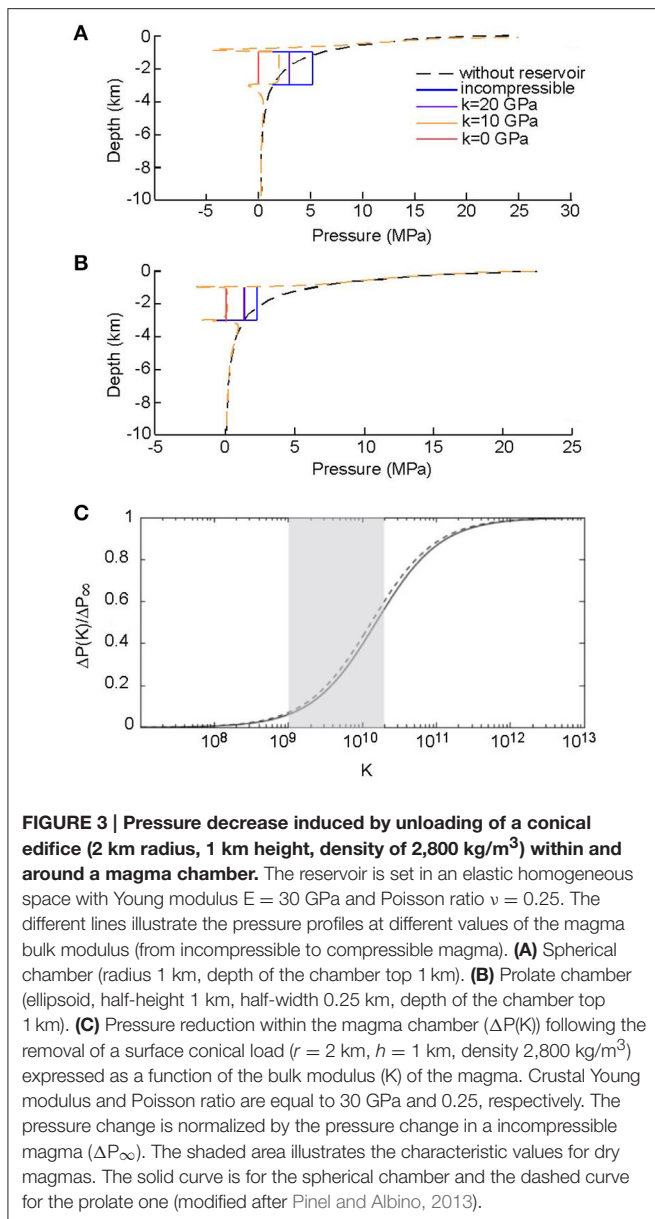 A
0
-2
-4
-6
-8
-10
Depth (km)
without reservoir
incompressible
k=20 GPa
k=10 GPa
k=0 GPa
-5 0 5 10 15 20 25 30
Pressure (MPa)
B
0
-2
-4
-6
-8
-10
Depth (km)
-5 0 5 10 15 20 25
Pressure (MPa)
C
1
0.8
0.6
0.4
0.2
0
ΔP(K)/ΔP∞
10⁸ 10⁹ 10¹⁰ 10¹¹ 10¹² 10¹³
K
FIGURE 3 | Pressure decrease induced by unloading of a conical
edifice (2 km radius, 1 km height, density of 2,800 kg/m³) within and
around a magma chamber. The reservoir is set in an elastic homogeneous
space with Young modulus E = 30 GPa and Poisson ratio ν = 0.25. The
different lines illustrate the pressure profiles at different values of the magma
bulk modulus (from incompressible to compressible magma). (A) Spherical
chamber (radius 1 km, depth of the chamber top 1 km). (B) Prolate chamber
(ellipsoid, half-height 1 km, half-width 0.25 km, depth of the chamber top
1 km). (C) Pressure reduction within the magma chamber (ΔP(K)) following the
removal of a surface conical load (r = 2 km, h = 1 km, density 2,800 kg/m³)
expressed as a function of the bulk modulus (K) of the magma. Crustal Young
modulus and Poisson ratio are equal to 30 GPa and 0.25, respectively. The
pressure change is normalized by the pressure change in a incompressible
magma (ΔP∞). The shaded area illustrates the characteristic values for dry
magmas. The solid curve is for the spherical chamber and the dashed curve
for the prolate one (modified after Pinel and Albino, 2013).